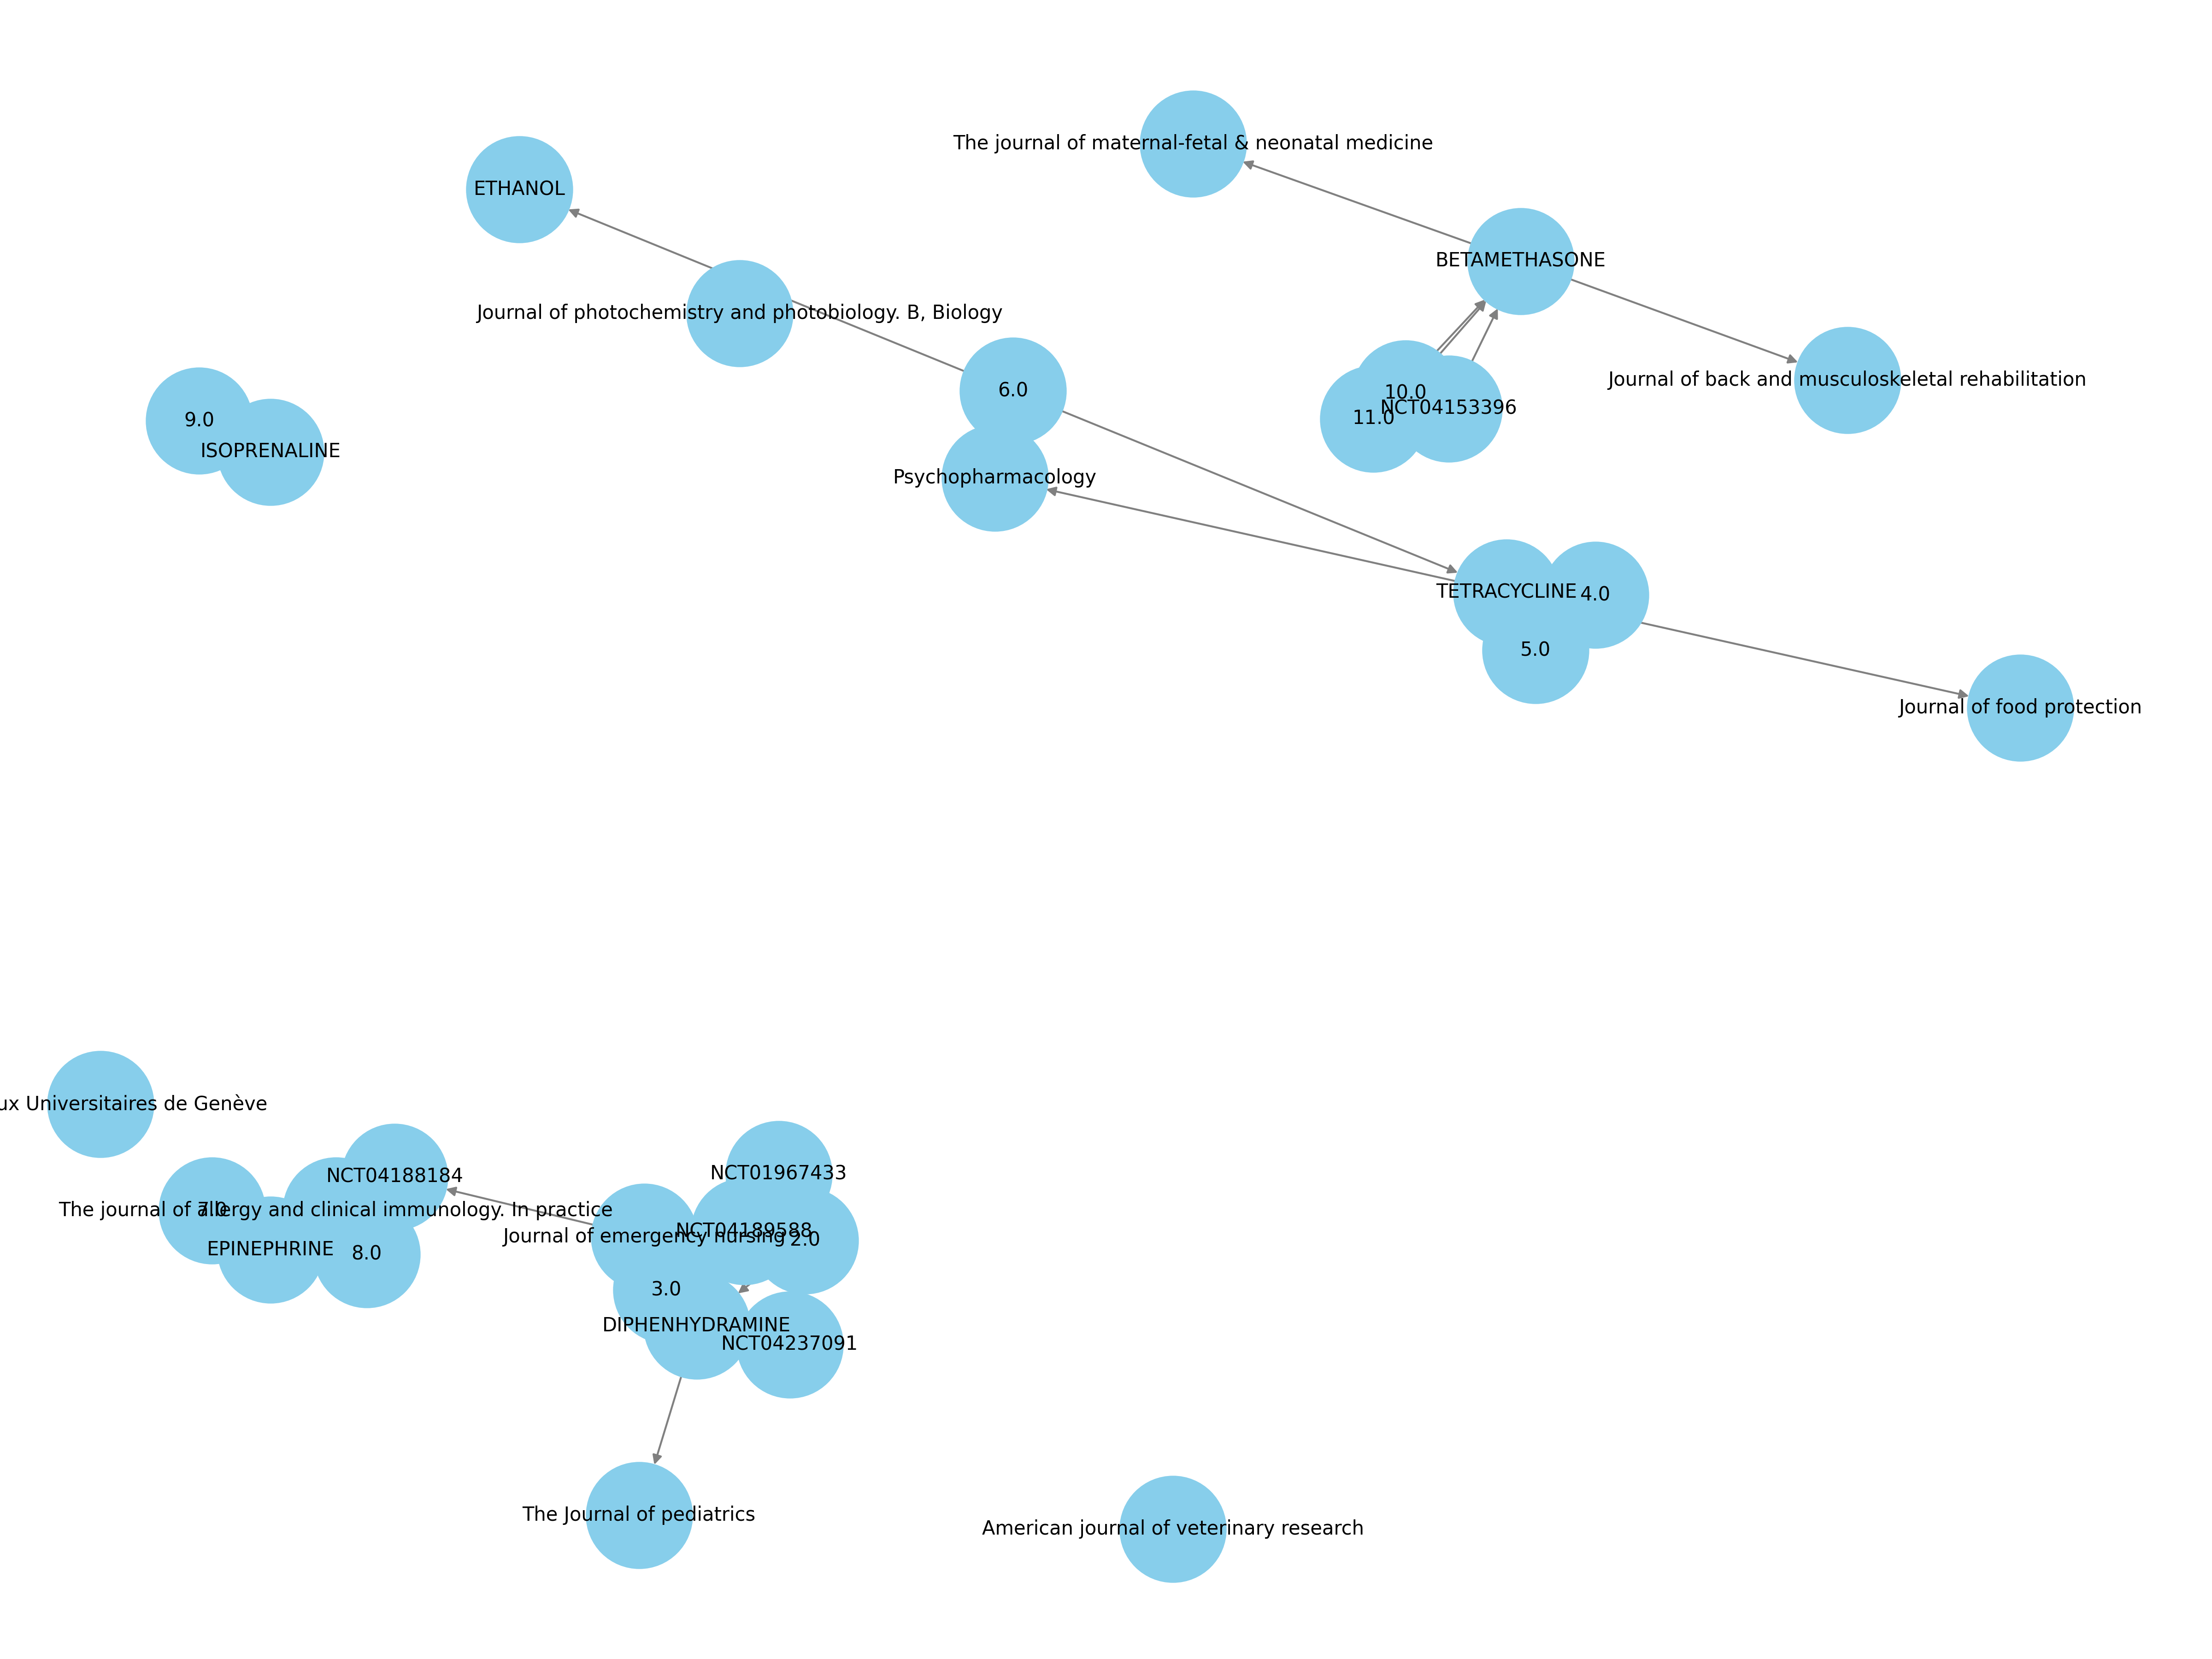 The journal of maternal-fetal & neonatal medicine
ETHANOL
BETAMETHASONE
Journal of photochemistry and photobiology. B, Biology
Journal of back and musculoskeletal rehabilitation
6.0
10.0
NCT04153396
11.0
9.0
ISOPRENALINE
Psychopharmacology
TETRACYCLINE
4.0
5.0
Journal of food protection
ux Universitaires de Genève
NCT01967433
NCT04188184
The journal of allergy and clinical immunology. In practice
7.0
NCT04189588
Journal of emergency nursing
2.0
EPINEPHRINE
8.0
3.0
DIPHENHYDRAMINE
NCT04237091
The Journal of pediatrics
American journal of veterinary research